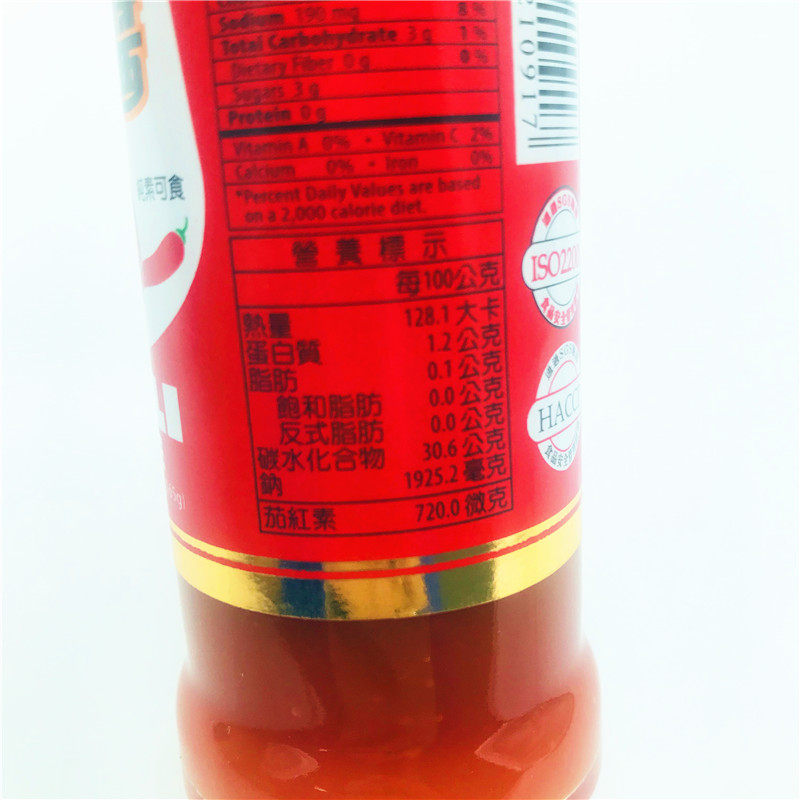 Sodium 190 mg 8%
Total Carbohydrate 3 g 1%
Dietary Fiber 0 g 0%
Sugars 3 g
Protein 0 g
Vitamin A 0% • Vitamin C 2%
Calcium 0% • Iron 0%
*Percent Daily Values are based
on a 2,000 calorie diet.
營養標示
每100公克
熱量 128.1大卡
蛋白質 1.2公克
脂肪 0.1公克
飽和脂肪 0.0公克
反式脂肪 0.0公克
碳水化合物 30.6公克
鈉 1925.2毫克
茄紅素 720.0微克
純素可食
210917
ISO2200
HACC